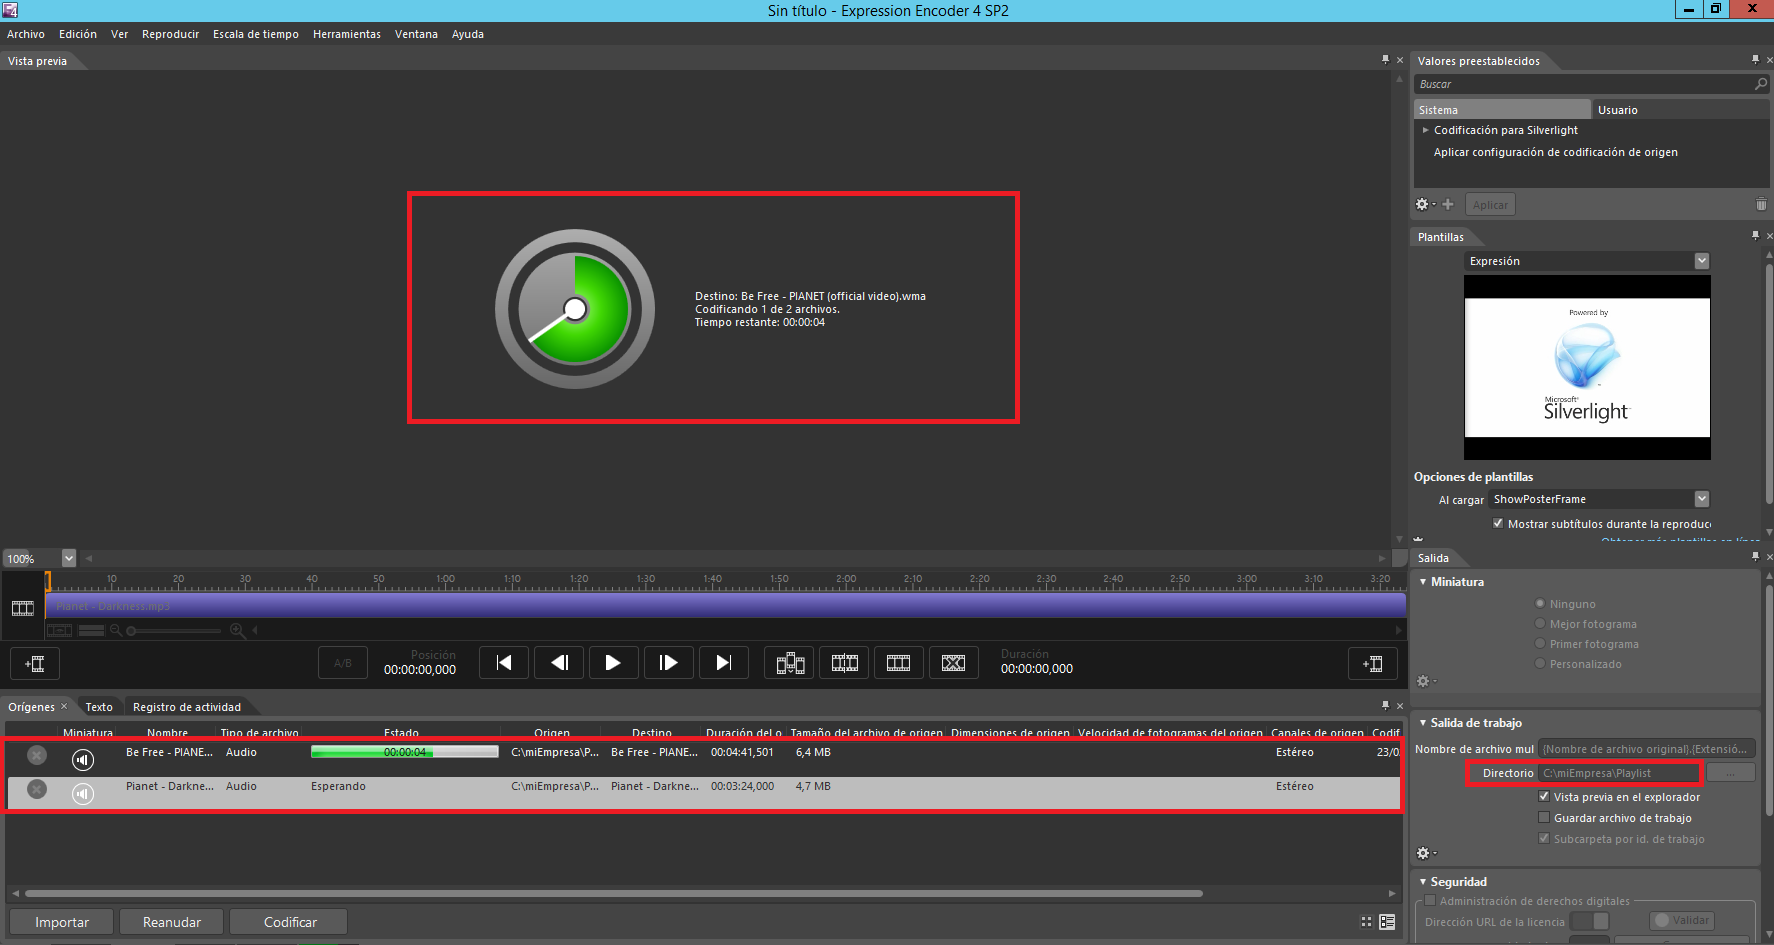 Sin título - Expression Encoder 4 SP2
Archivo Edición Ver Reproducir Escala de tiempo Herramientas Ventana Ayuda
Vista previa
Destino: Be Free - PIANET (official video).wma
Codificando 1 de 2 archivos.
Tiempo restante: 00:00:04
100%
10 20 30 40 50 1:00 1:10 1:20 1:30 1:40 1:50 2:00 2:10 2:20 2:30 2:40 2:50 3:00 3:10 3:20
Pianet - Darkness.mp3
A/B
Posición
00:00:00,000
Duración
00:00:00,000
Orígenes Texto Registro de actividad
Miniatura Nombre Tipo de archivo Estado Origen Destino Duración del o Tamaño del archivo de origen Dimensiones de origen Velocidad de fotogramas del origen Canales de origen Codif
Be Free - PIANE... Audio 00:00:04 C:\miEmpresa\P... Be Free - PIANE... 00:04:41,501 6,4 MB Estéreo 23/0
Pianet - Darkne... Audio Esperando C:\miEmpresa\P... Pianet - Darkne... 00:03:24,000 4,7 MB Estéreo
Importar Reanudar Codificar
Valores preestablecidos
Buscar
Sistema Usuario
Codificación para Silverlight
Aplicar configuración de codificación de origen
Aplicar
Plantillas
Expresión
Powered by
Microsoft®
Silverlight™
Opciones de plantillas
Al cargar ShowPosterFrame
Mostrar subtítulos durante la reproduc
Obtener más plantillas en línea
Salida
Miniatura
Ninguno
Mejor fotograma
Primer fotograma
Personalizado
Salida de trabajo
Nombre de archivo mul {Nombre de archivo original}.{Extensió...
Directorio C:\miEmpresa\Playlist ...
Vista previa en el explorador
Guardar archivo de trabajo
Subcarpeta por id. de trabajo
Seguridad
Administración de derechos digitales
Dirección URL de la licencia Validar